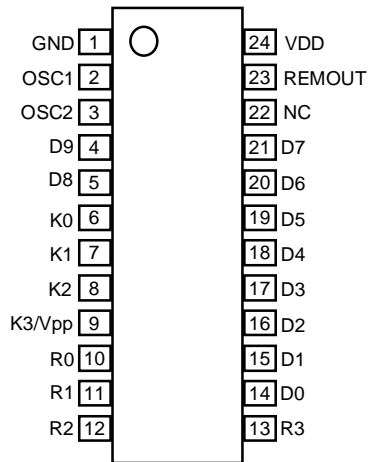 GND 1 24 VDD
OSC1 2 23 REMOUT
OSC2 3 22 NC
D9 4 21 D7
D8 5 20 D6
K0 6 19 D5
K1 7 18 D4
K2 8 17 D3
K3/Vpp 9 16 D2
R0 10 15 D1
R1 11 14 D0
R2 12 13 R3